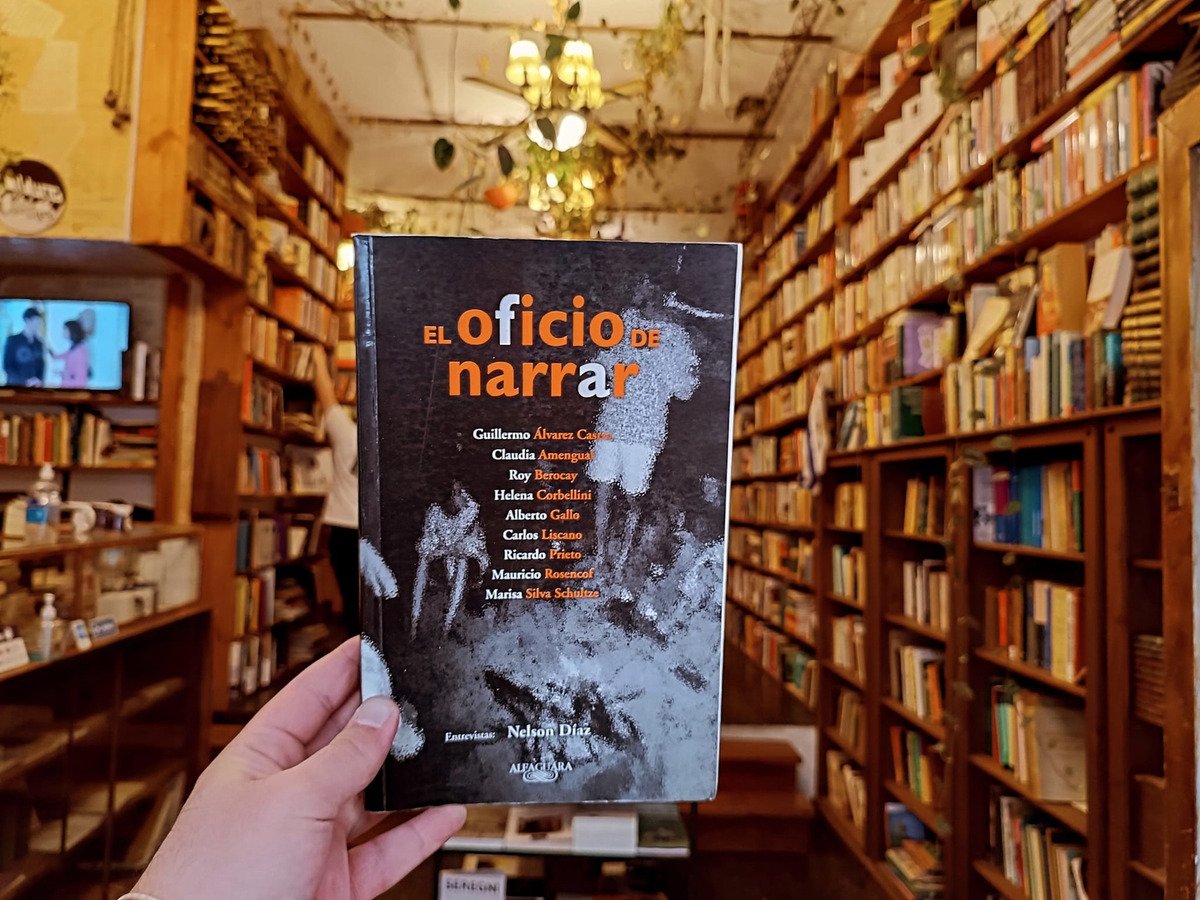 EL oficio DE
narrar
Guillermo Álvarez Castro
Claudia Amengual
Roy Berocay
Helena Corbellini
Alberto Gallo
Carlos Liscano
Ricardo Prieto
Mauricio Rosencof
Marisa Silva Schultze
Entrevistas: Nelson Díaz
ALFAGUARA